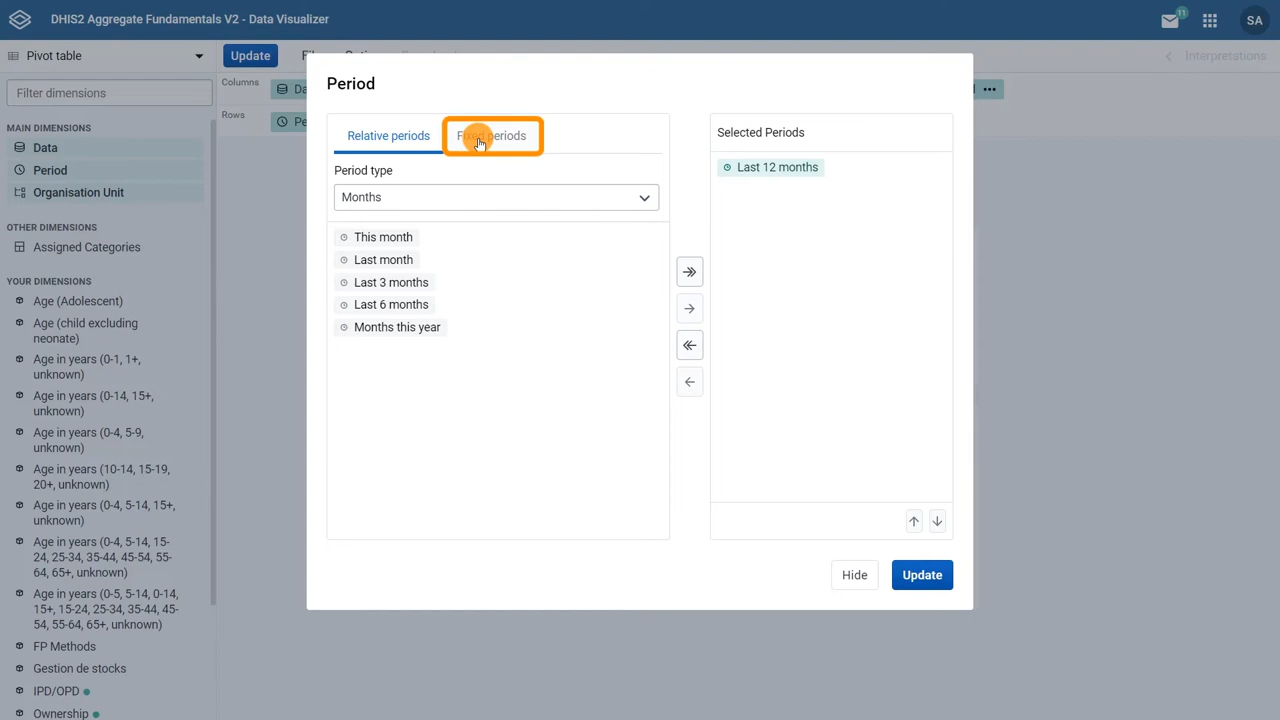 DHIS2 Aggregate Fundamentals V2 - Data Visualizer
11
SA
Pivot table
Update
Interpretations
Filter dimensions
Columns
Rows
MAIN DIMENSIONS
Data
Period
Organisation Unit
OTHER DIMENSIONS
Assigned Categories
YOUR DIMENSIONS
Age (Adolescent)
Age (child excluding
neonate)
Age in years (0-1, 1+,
unknown)
Age in years (0-14, 15+,
unknown)
Age in years (0-4, 5-9,
unknown)
Age in years (10-14, 15-19,
20+, unknown)
Age in years (0-4, 5-14, 15+,
unknown)
Age in years (0-4, 5-14, 15-
24, 25-34, 35-44, 45-54, 55-
64, 65+, unknown)
Age in years (0-5, 5-14, 0-14,
15+, 15-24, 25-34, 35-44, 45-
54, 55-64, 65+, unknown)
FP Methods
Gestion de stocks
IPD/OPD
Ownership
Period
Relative periods
Fixed periods
Period type
Months
This month
Last month
Last 3 months
Last 6 months
Months this year
Selected Periods
Last 12 months
Hide
Update